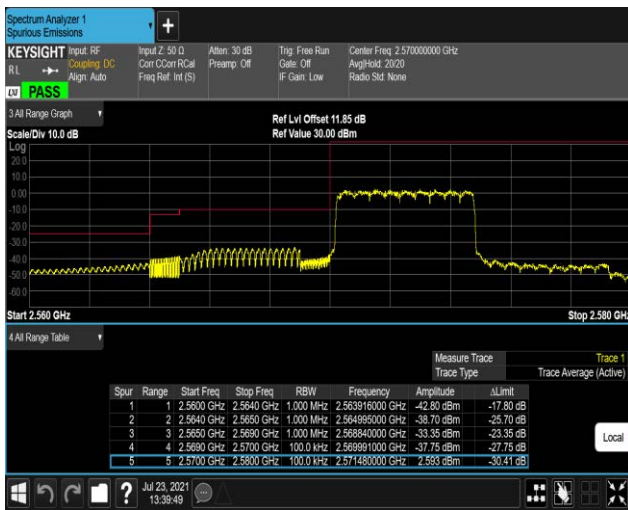 Spectrum Analyzer 1
Spurious Emissions
KEYSIGHT Input: RF Input Z: 50 Ω Atten: 30 dB Trig: Free Run Center Freq: 2.570000000 GHz
RL Coupling: DC Corr CCorr RCal Preamp: Off Gate: Off Avg|Hold: 20/20
Align: Auto Freq Ref: Int (S) IF Gain: Low Radio Std: None
LXI PASS
3 All Range Graph
Ref Lvl Offset 11.85 dB
Scale/Div 10.0 dB Ref Value 30.00 dBm
Log
20.0
10.0
0.00
-10.0
-20.0
-30.0
-40.0
-50.0
-60.0
Start 2.560 GHz Stop 2.580 GHz
4 All Range Table
Measure Trace Trace 1
Trace Type Trace Average (Active)
Spur Range Start Freq Stop Freq RBW Frequency Amplitude ΔLimit
1 1 2.5600 GHz 2.5640 GHz 1.000 MHz 2.563916000 GHz -42.80 dBm -17.80 dB
2 2 2.5640 GHz 2.5650 GHz 1.000 MHz 2.564995000 GHz -38.70 dBm -25.70 dB
3 3 2.5650 GHz 2.5690 GHz 1.000 MHz 2.568840000 GHz -33.35 dBm -23.35 dB
4 4 2.5690 GHz 2.5700 GHz 100.0 kHz 2.569991000 GHz -37.75 dBm -27.75 dB
5 5 2.5700 GHz 2.5800 GHz 100.0 kHz 2.571480000 GHz 2.593 dBm -30.41 dB
Local
? Jul 23, 2021
13:39:49